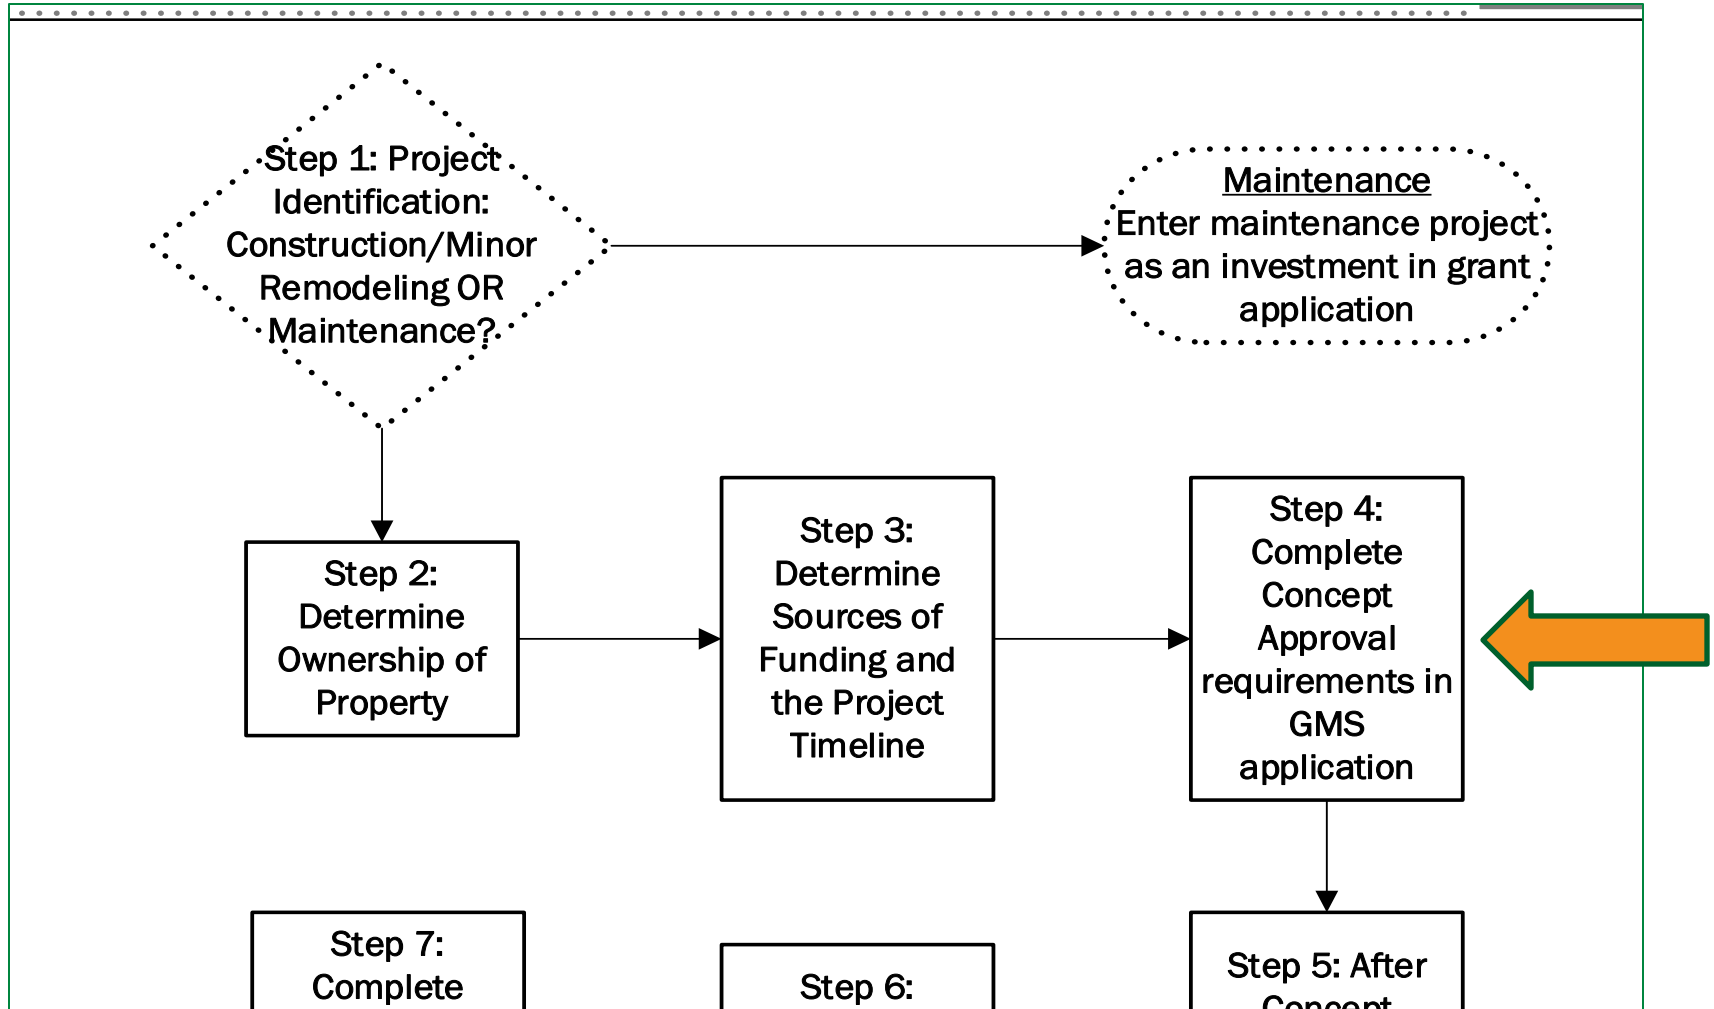 Step 1: Project
Identification:
Construction/Minor
Remodeling OR
Maintenance?
Maintenance
Enter maintenance project
as an investment in grant
application
Step 2:
Determine
Ownership of
Property
Step 3:
Determine
Sources of
Funding and
the Project
Timeline
Step 4:
Complete
Concept
Approval
requirements in
GMS
application
Step 7:
Complete
Step 6:
Step 5: After
Concept